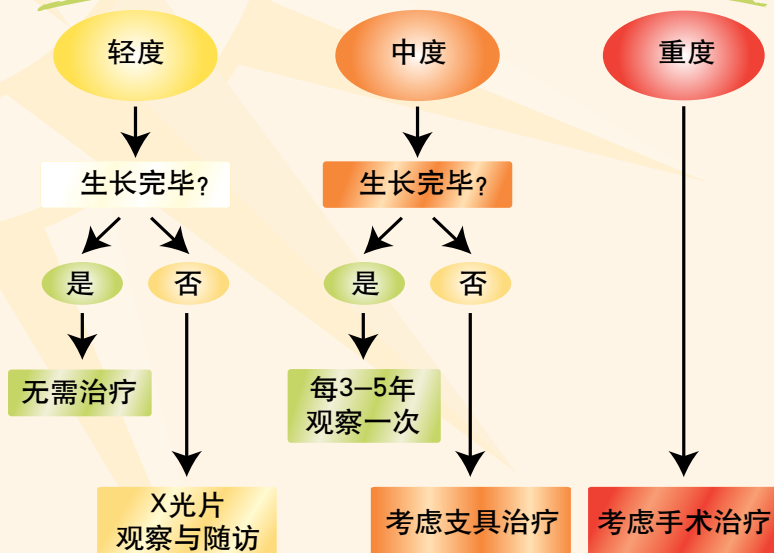 轻度
中度
重度
生长完毕？
生长完毕？
是
否
是
否
无需治疗
每3–5年
观察一次
X光片
观察与随访
考虑支具治疗
考虑手术治疗